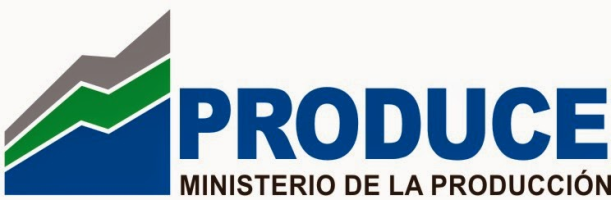 PRODUCE
MINISTERIO DE LA PRODUCCIÓN